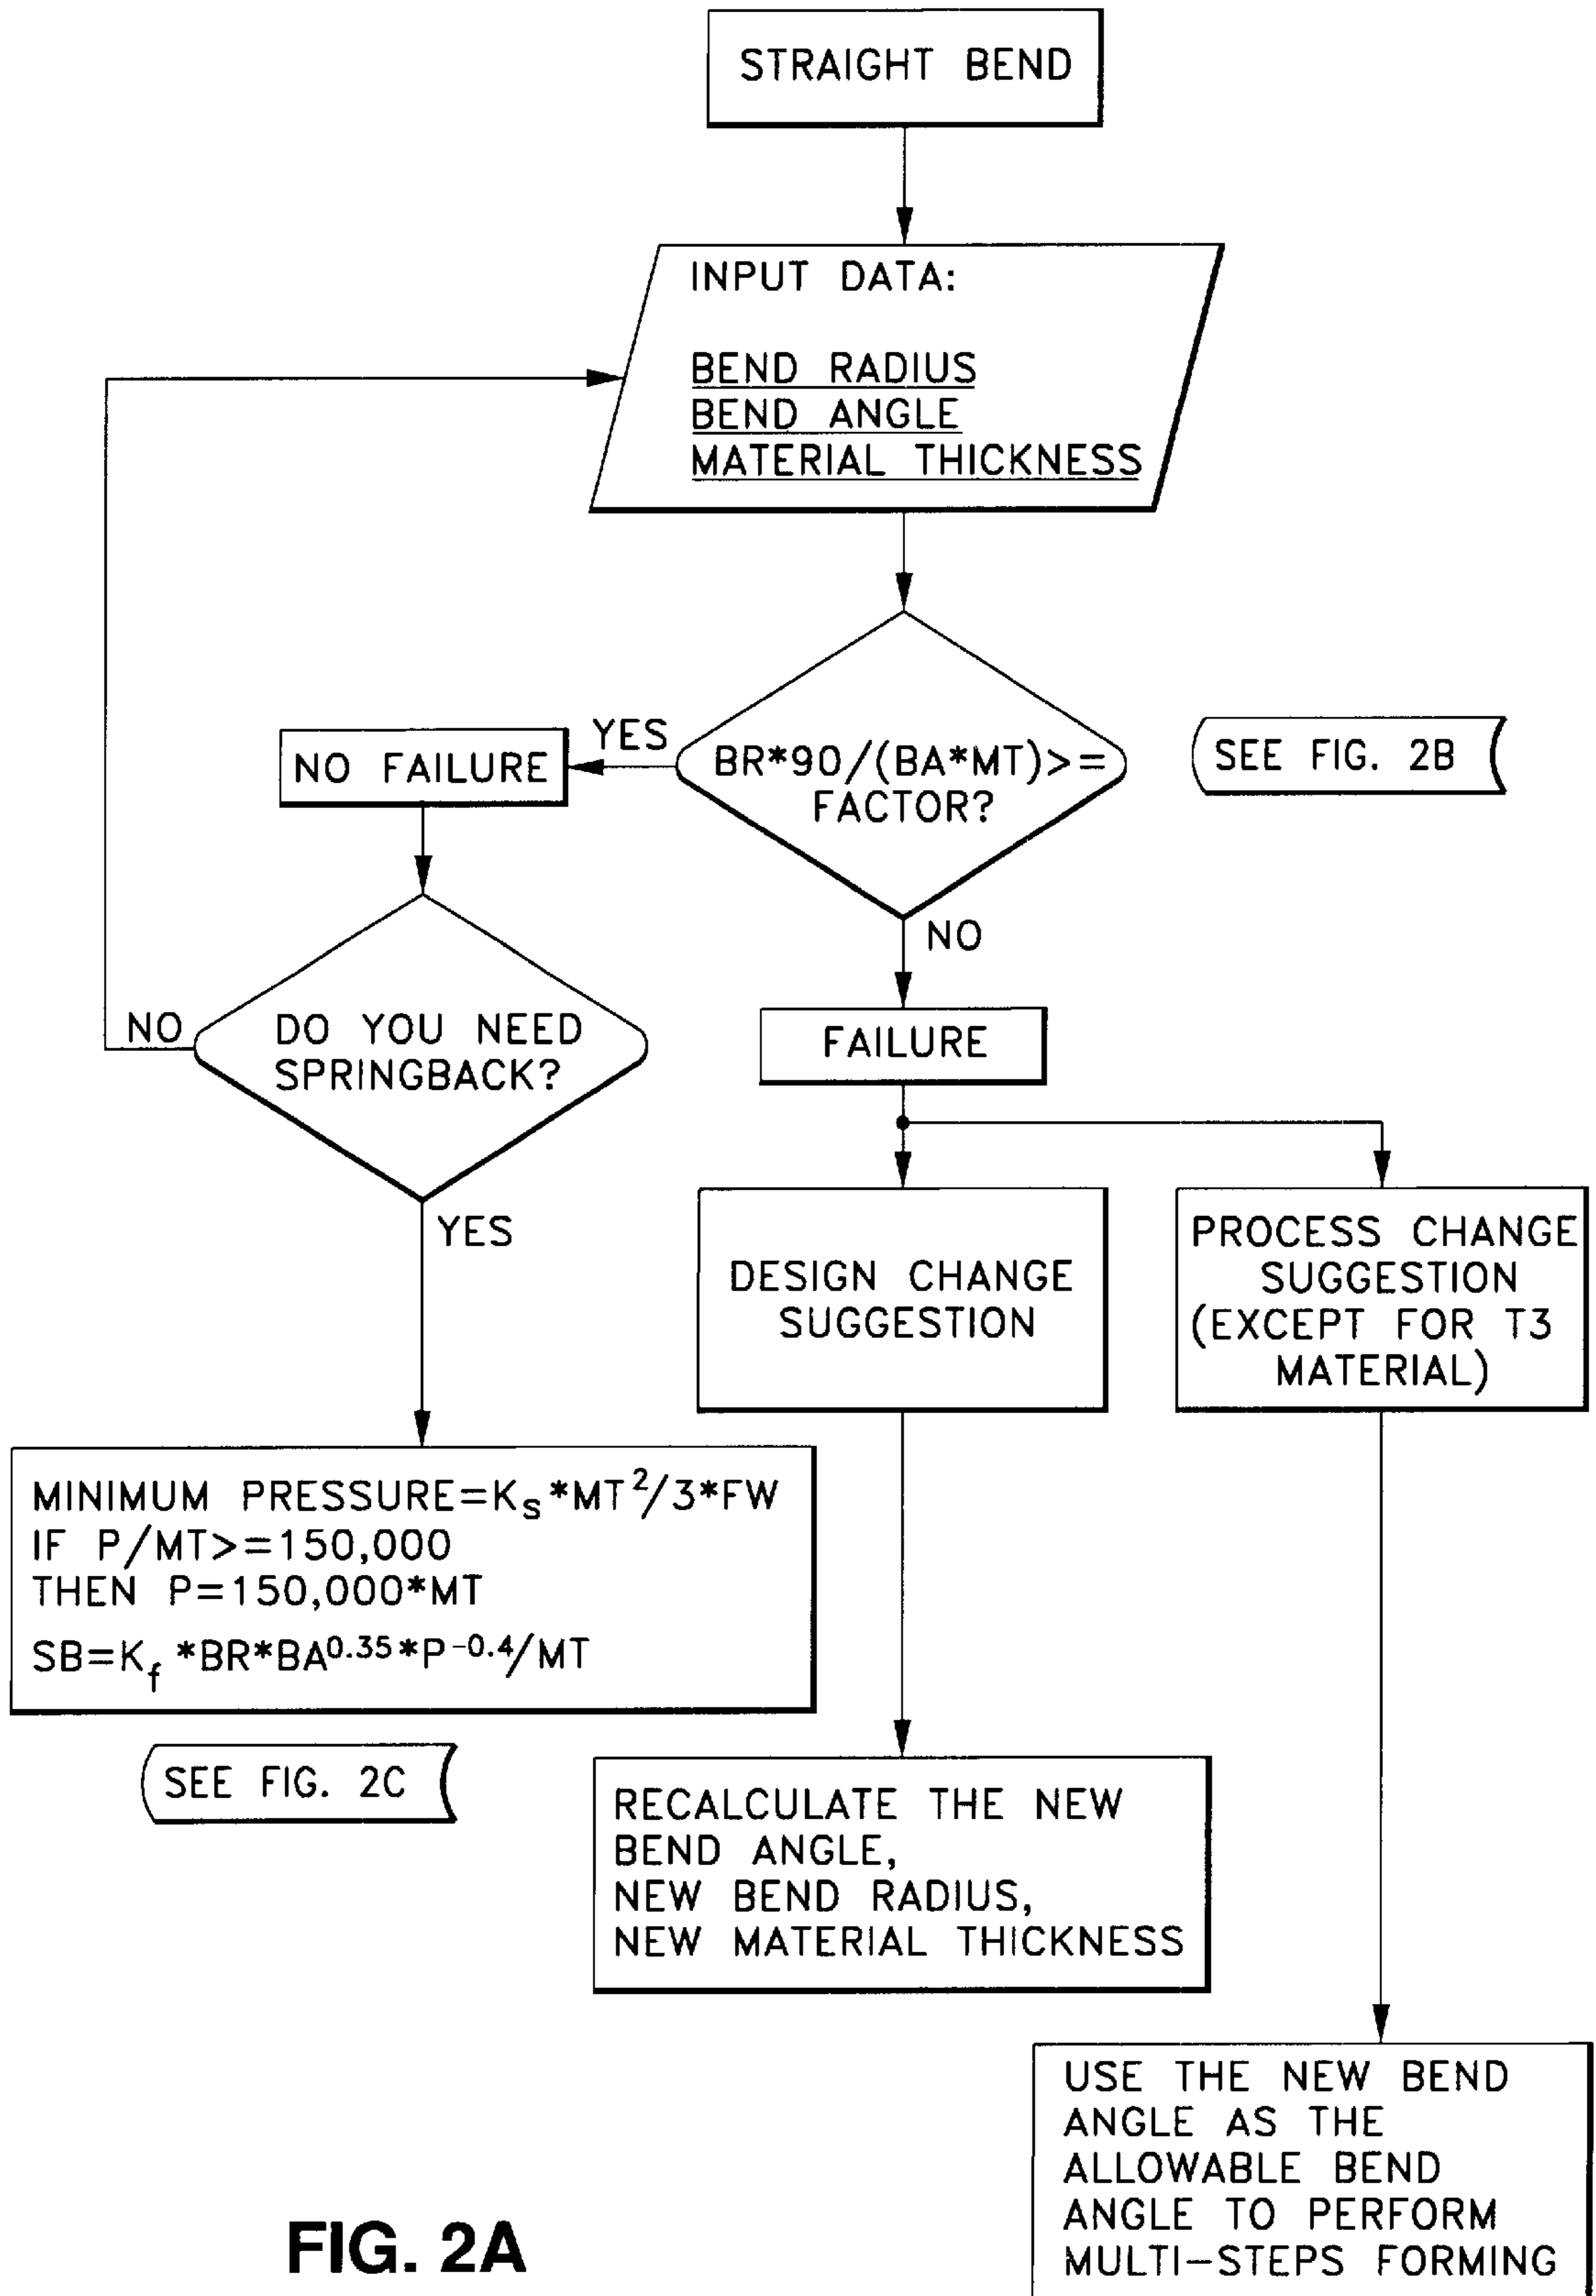 STRAIGHT BEND
INPUT DATA:
BEND RADIUS
BEND ANGLE
MATERIAL THICKNESS
BR*90/(BA*MT)>=
FACTOR?
YES
NO FAILURE
SEE FIG. 2B
NO
DO YOU NEED
SPRINGBACK?
NO
FAILURE
YES
DESIGN CHANGE
SUGGESTION
PROCESS CHANGE
SUGGESTION
(EXCEPT FOR T3
MATERIAL)
MINIMUM PRESSURE=Kₛ*MT²/3*FW
IF P/MT>=150,000
THEN P=150,000*MT
SB=K_f*BR*BA^0.35*P^-0.4/MT
SEE FIG. 2C
RECALCULATE THE NEW
BEND ANGLE,
NEW BEND RADIUS,
NEW MATERIAL THICKNESS
USE THE NEW BEND
ANGLE AS THE
ALLOWABLE BEND
ANGLE TO PERFORM
MULTI-STEPS FORMING
FIG. 2A